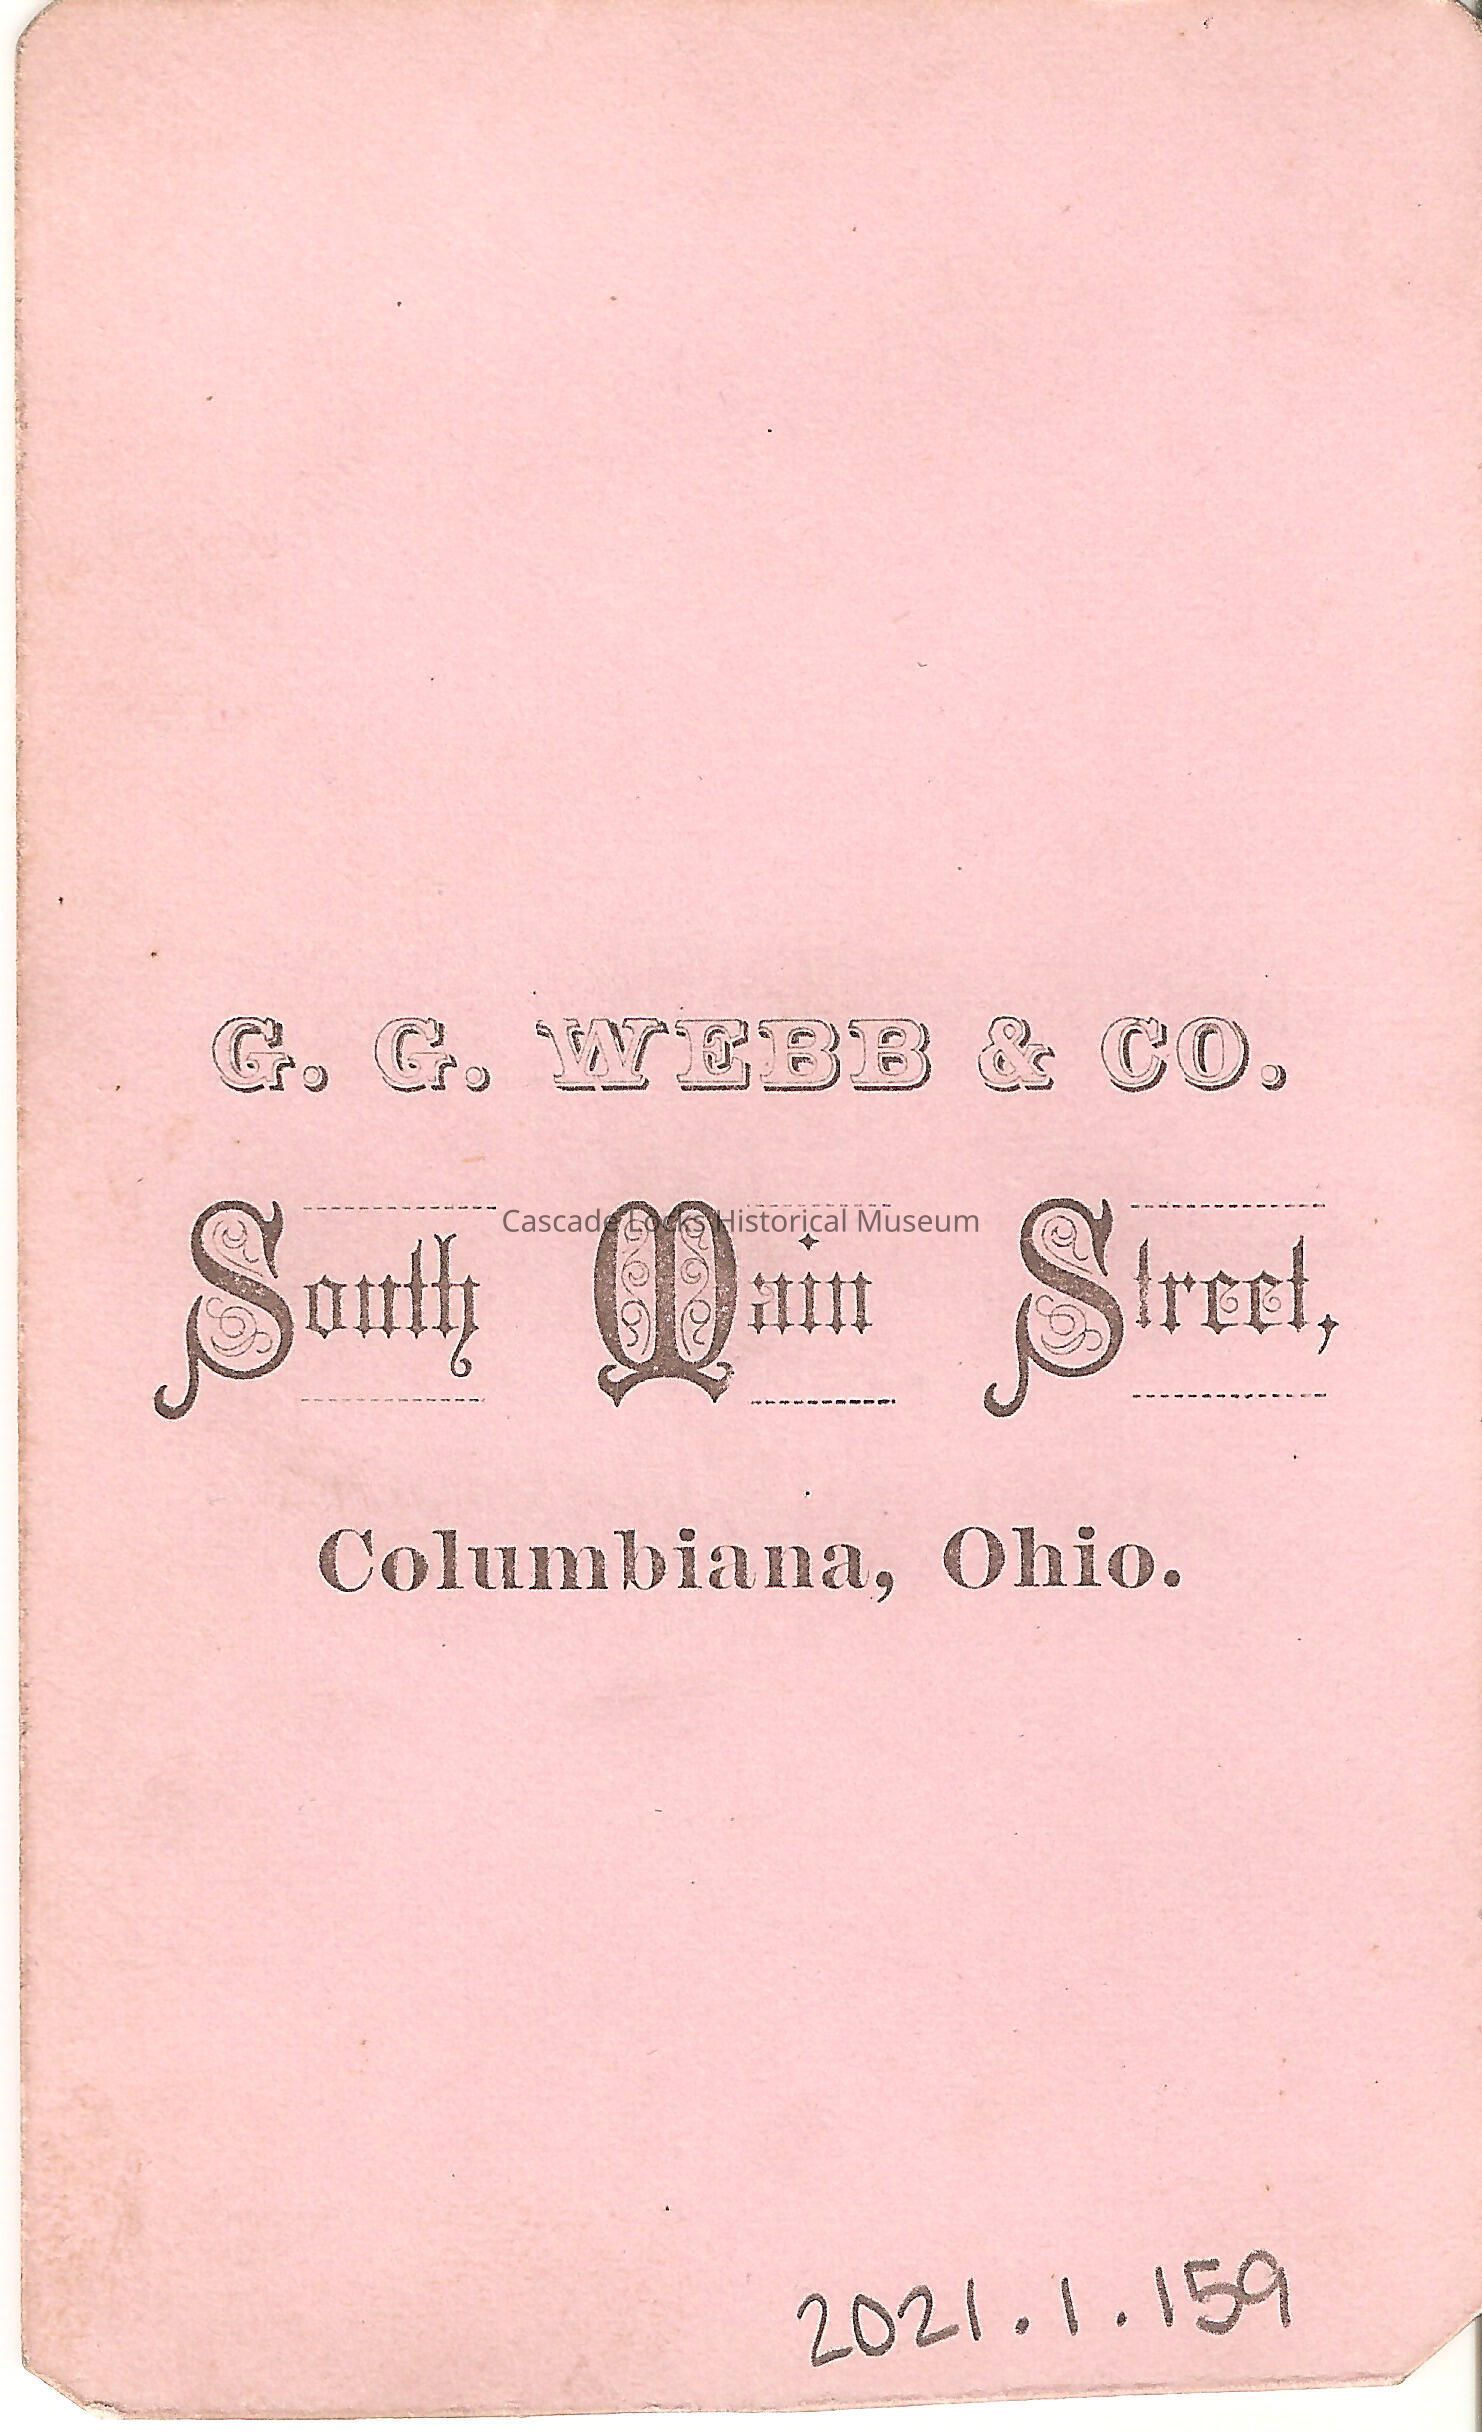 G. G. WEBB & CO.
South Main Street,
Cascade Locks Historical Museum
Columbiana, Ohio.
2021.1.159